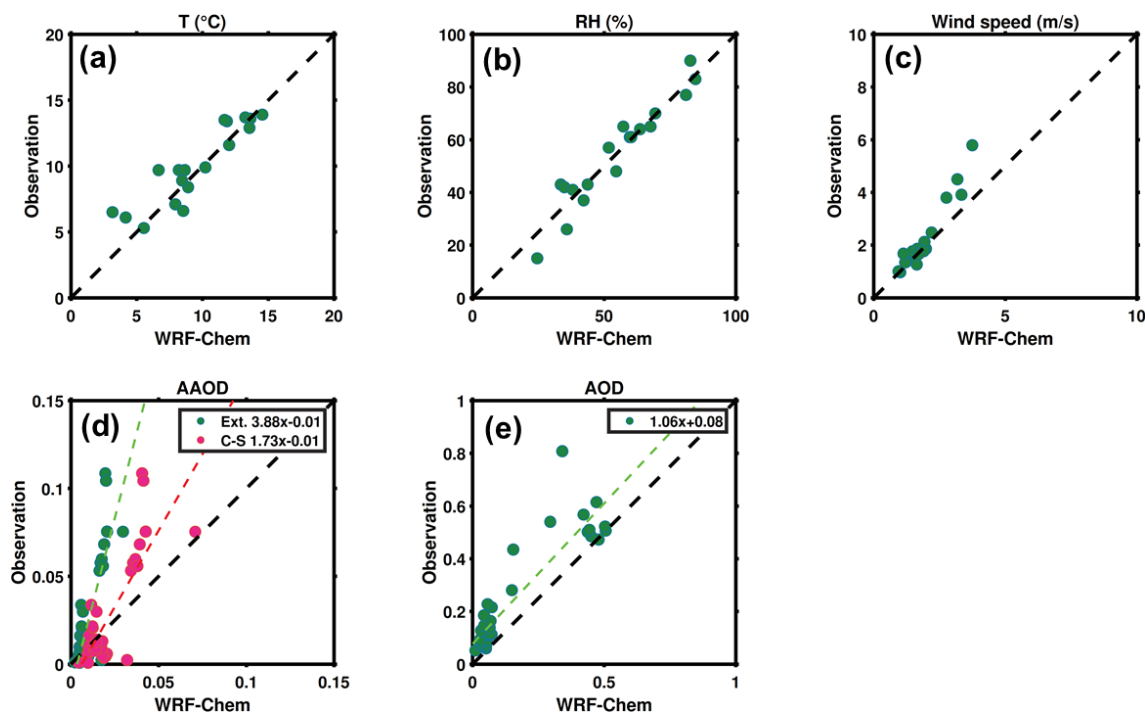 T (°C)
(a)
20
15
10
5
0
Observation
0 5 10 15 20
WRF-Chem
RH (%)
(b)
100
80
60
40
20
0
Observation
0 50 100
WRF-Chem
Wind speed (m/s)
(c)
10
8
6
4
2
0
Observation
0 5 10
WRF-Chem
AAOD
(d)
Ext. 3.88x-0.01
C-S 1.73x-0.01
0.15
0.1
0.05
0
Observation
0 0.05 0.1 0.15
WRF-Chem
AOD
(e)
1.06x+0.08
1
0.8
0.6
0.4
0.2
0
Observation
0 0.5 1
WRF-Chem